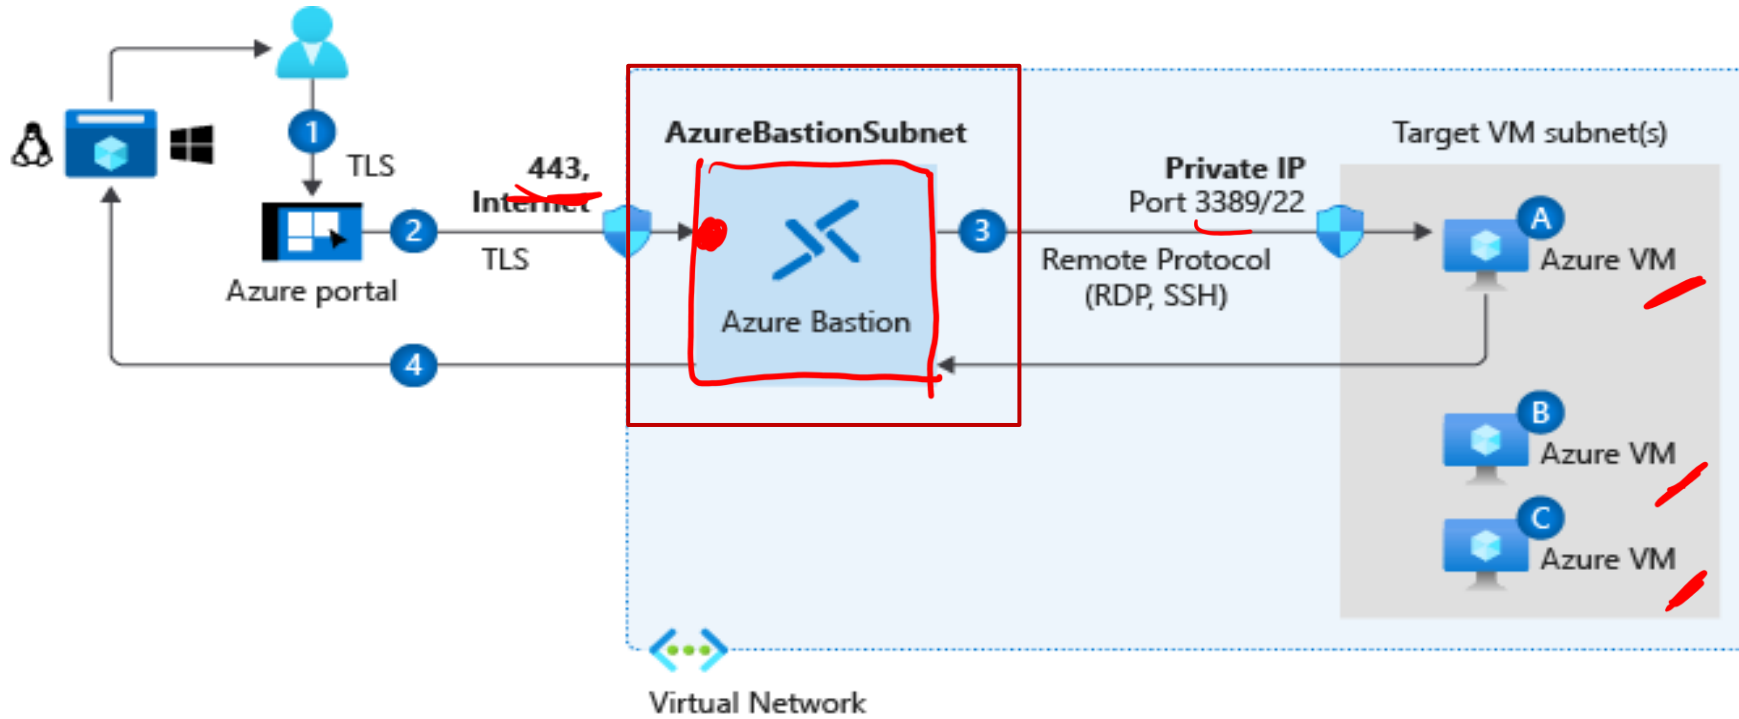 1
TLS
Azure portal
2
443,
Internet
TLS
AzureBastionSubnet
Azure Bastion
3
Private IP
Port 3389/22
Remote Protocol
(RDP, SSH)
4
Target VM subnet(s)
A
Azure VM
B
Azure VM
C
Azure VM
Virtual Network